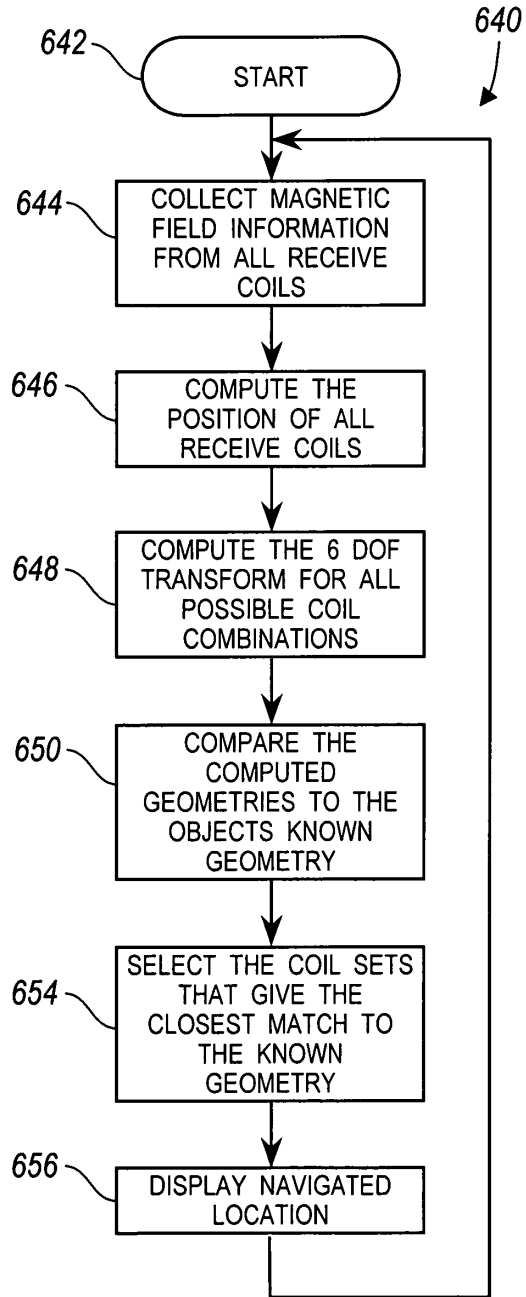 640
642
START
644
COLLECT MAGNETIC
FIELD INFORMATION
FROM ALL RECEIVE
COILS
646
COMPUTE THE
POSITION OF ALL
RECEIVE COILS
648
COMPUTE THE 6 DOF
TRANSFORM FOR ALL
POSSIBLE COIL
COMBINATIONS
650
COMPARE THE
COMPUTED
GEOMETRIES TO THE
OBJECTS KNOWN
GEOMETRY
654
SELECT THE COIL SETS
THAT GIVE THE
CLOSEST MATCH TO
THE KNOWN
GEOMETRY
656
DISPLAY NAVIGATED
LOCATION